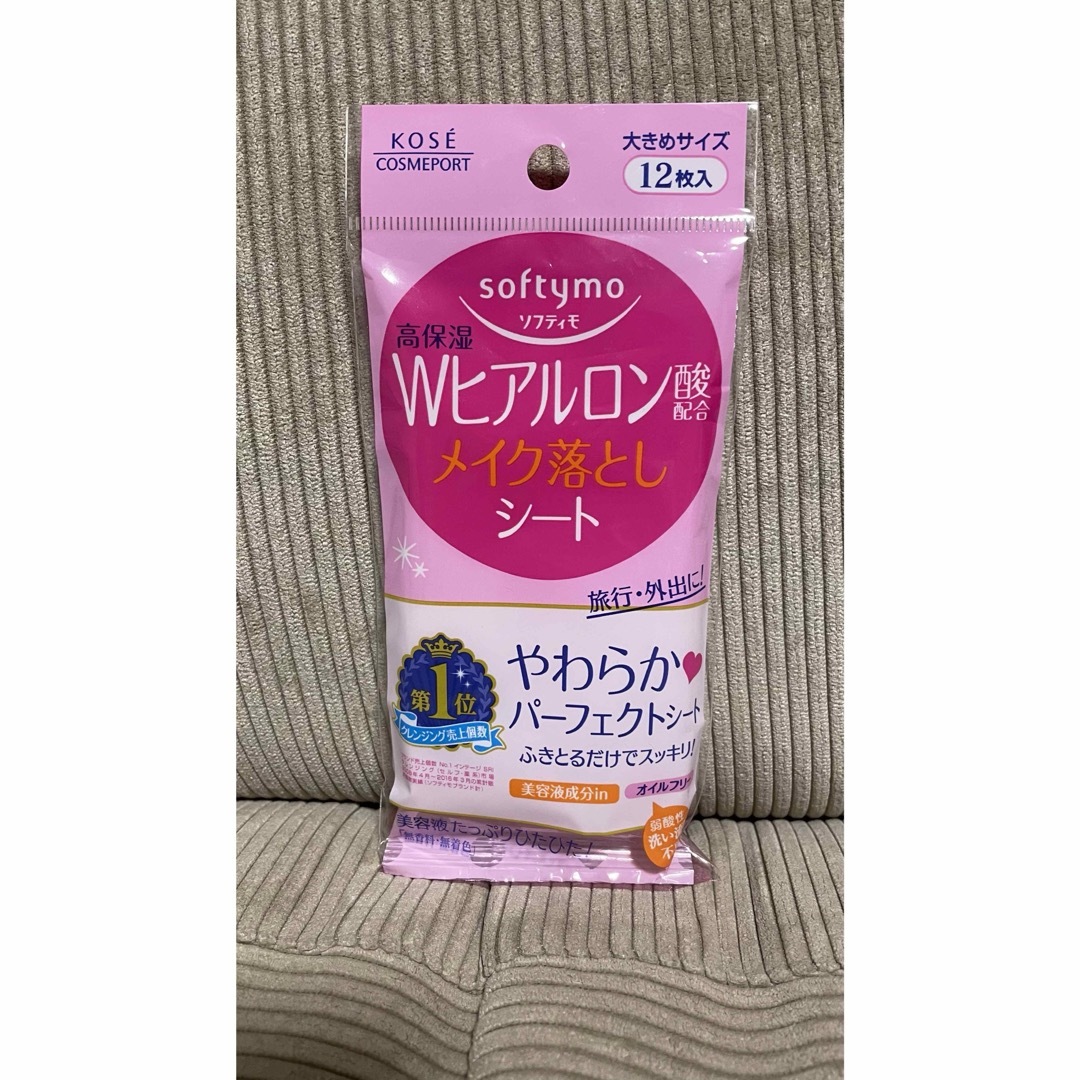 KOSÉ
COSMEPORT
大きめサイズ
12枚入
softymo
ソフティモ
高保湿
Wヒアルロン酸
配合
メイク落とし
シート
旅行・外出に!
第1位
クレンジング売上個数
やわらか♥
パーフェクトシート
ふきとるだけでスッキリ!
美容液成分in
オイルフリー
弱酸性
洗い
不
美容液たっぷりひたひた!
無香料・無着色